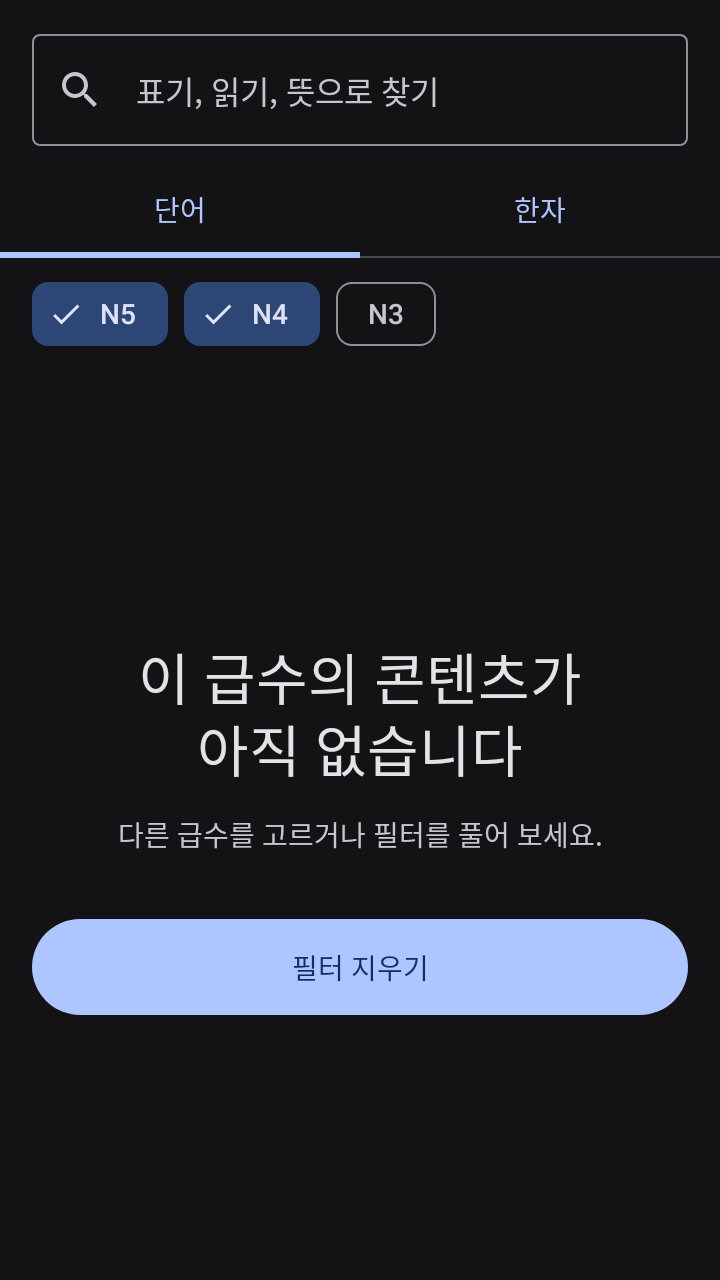 표기, 읽기, 뜻으로 찾기
단어 한자
N5 N4 N3
이 급수의 콘텐츠가
아직 없습니다
다른 급수를 고르거나 필터를 풀어 보세요.
필터 지우기